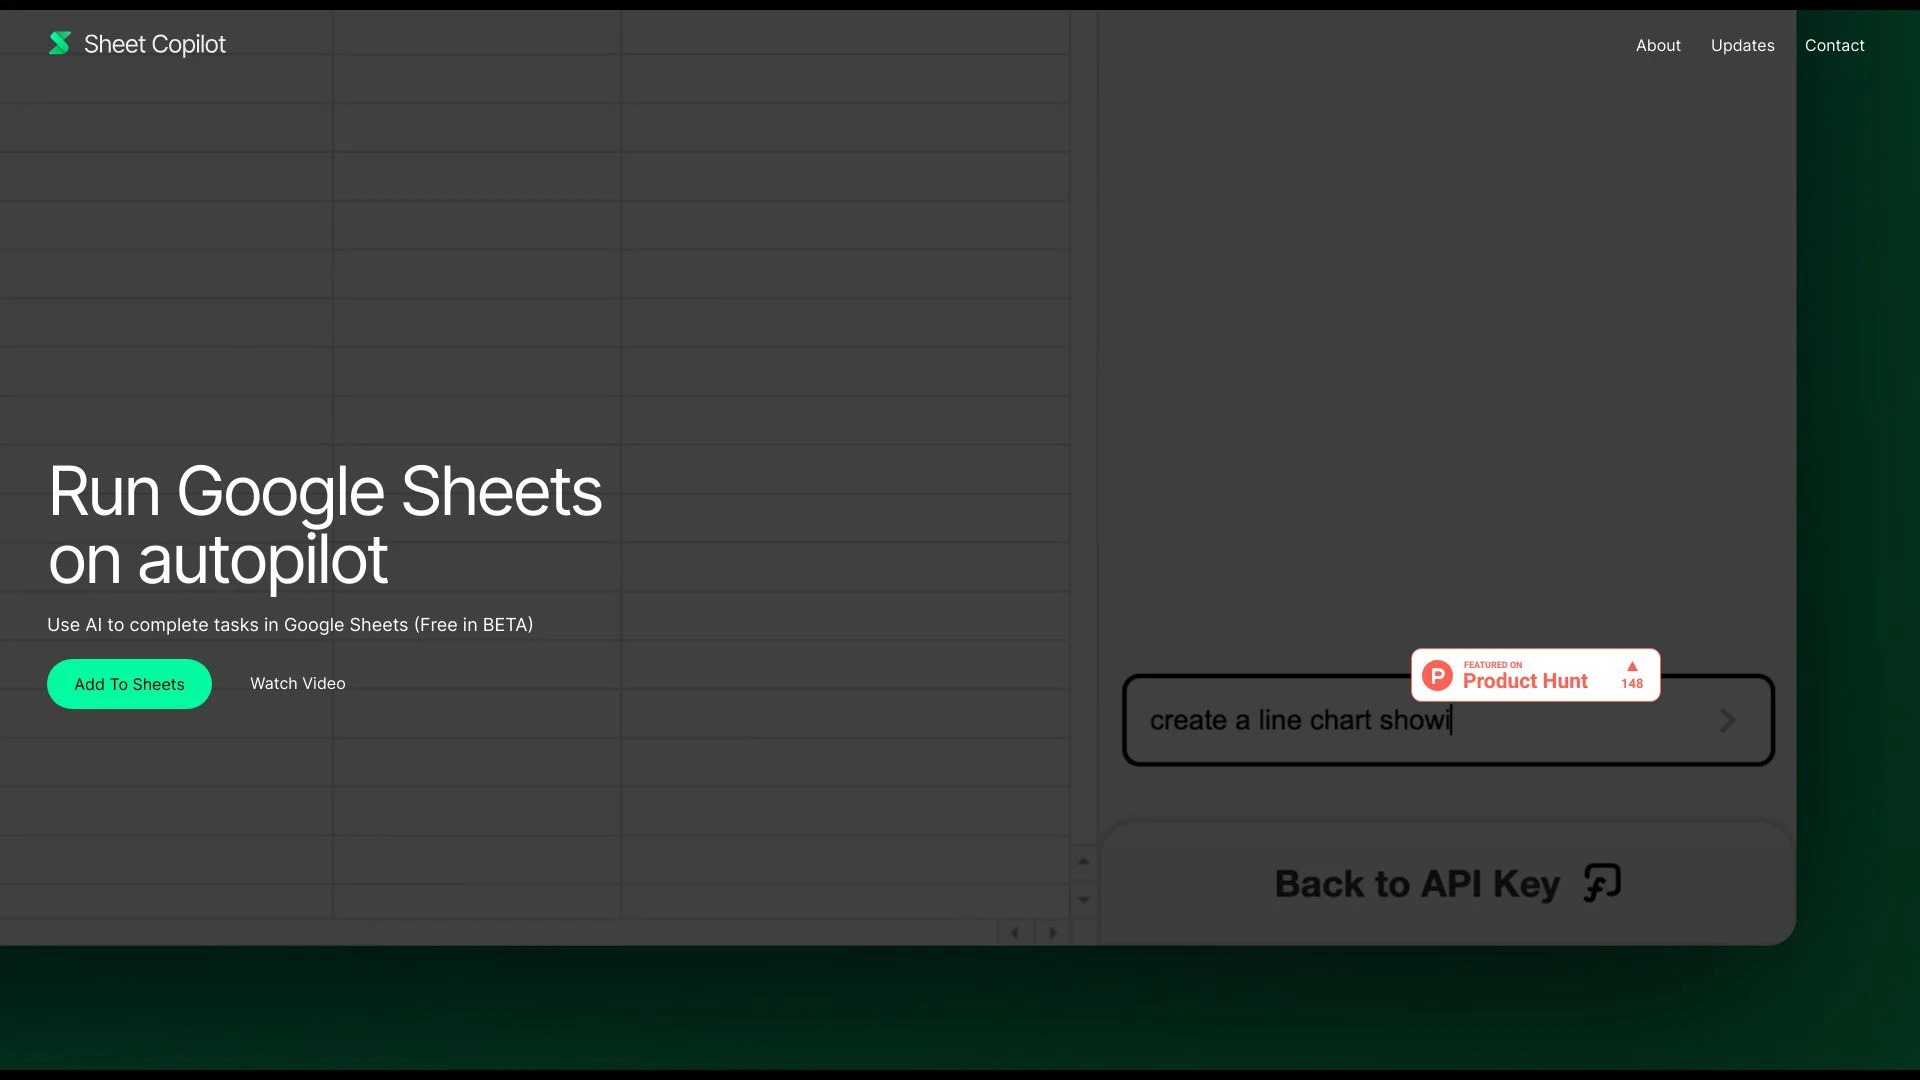 Sheet Copilot
About
Updates
Contact
Run Google Sheets
on autopilot
Use AI to complete tasks in Google Sheets (Free in BETA)
Add To Sheets
Watch Video
FEATURED ON
Product Hunt
148
create a line chart showi
Back to API Key